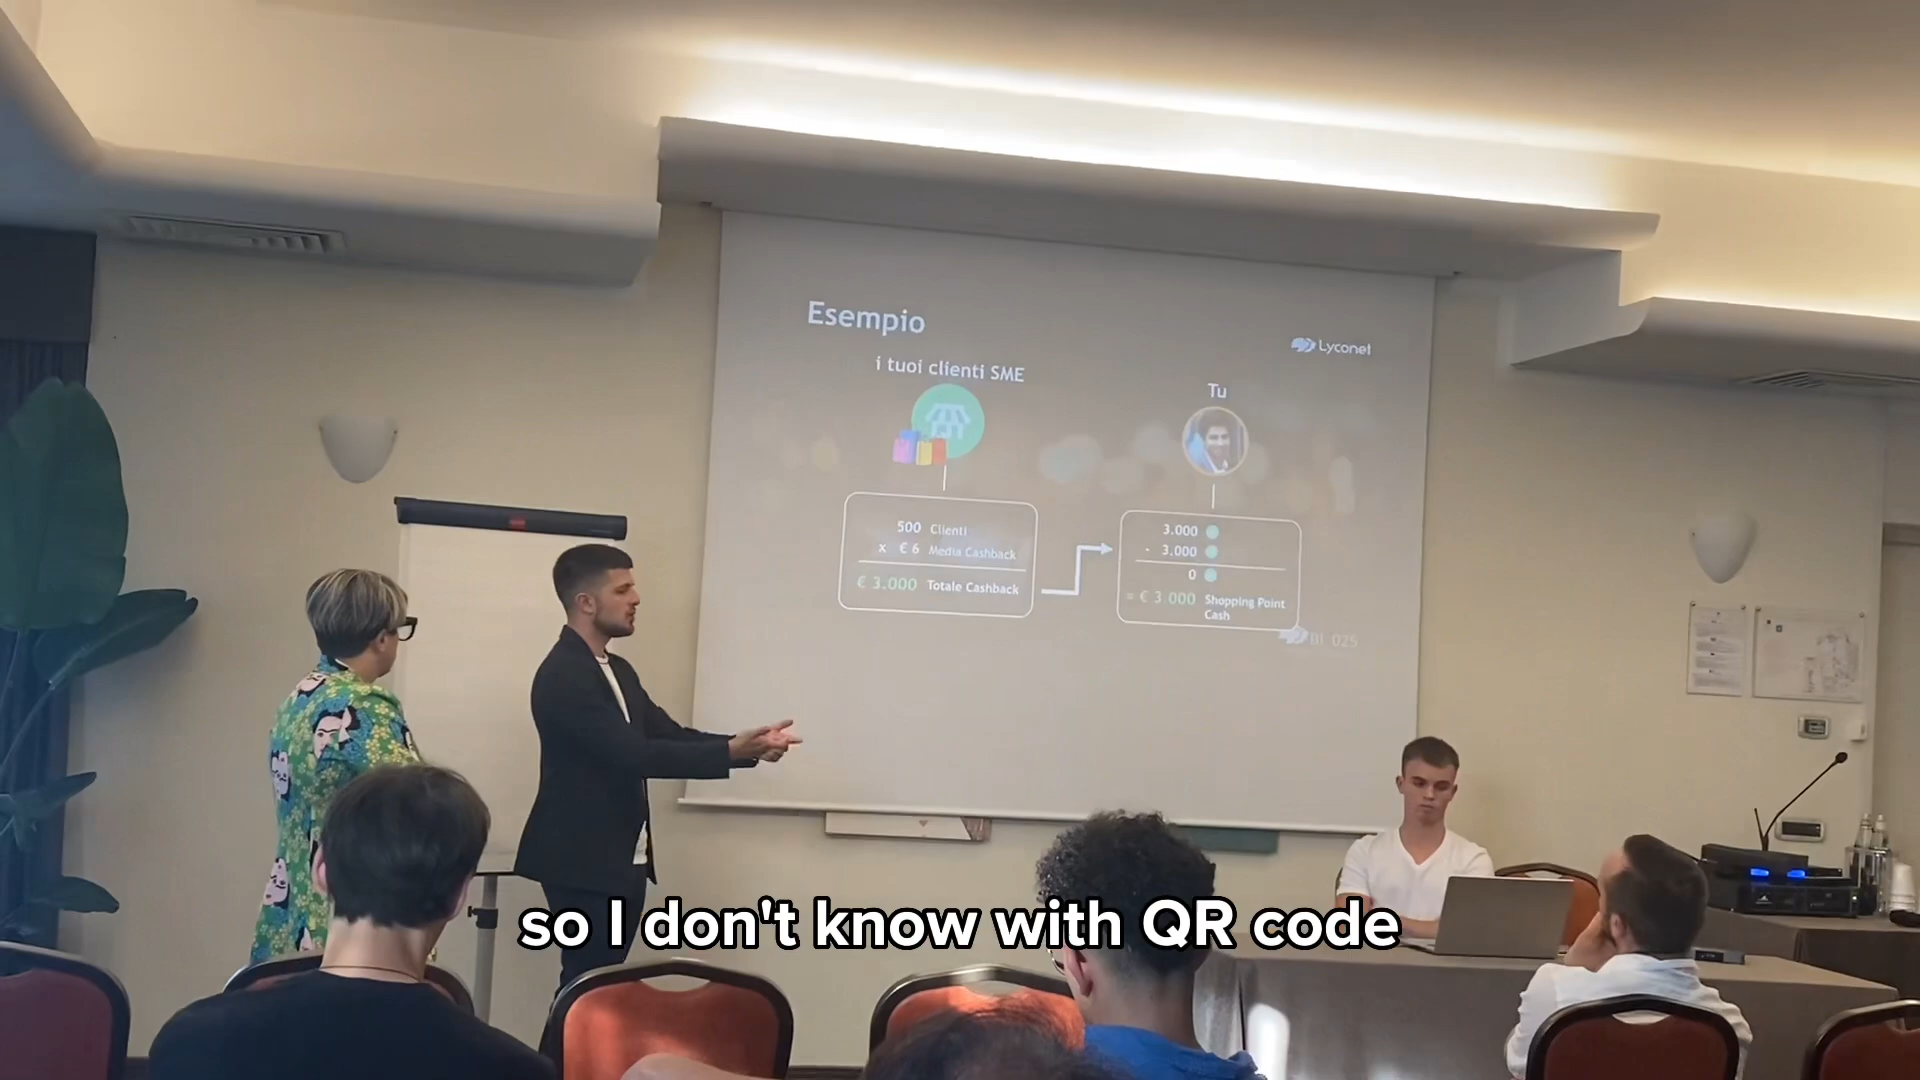 Esempio
Lyconet
i tuoi clienti SME
Tu
500 Clienti
x € 6 Media Cashback
€ 3.000 Totale Cashback
3.000
- 3.000
0
= € 3.000 Shopping Point
Cash
so I don't know with QR code